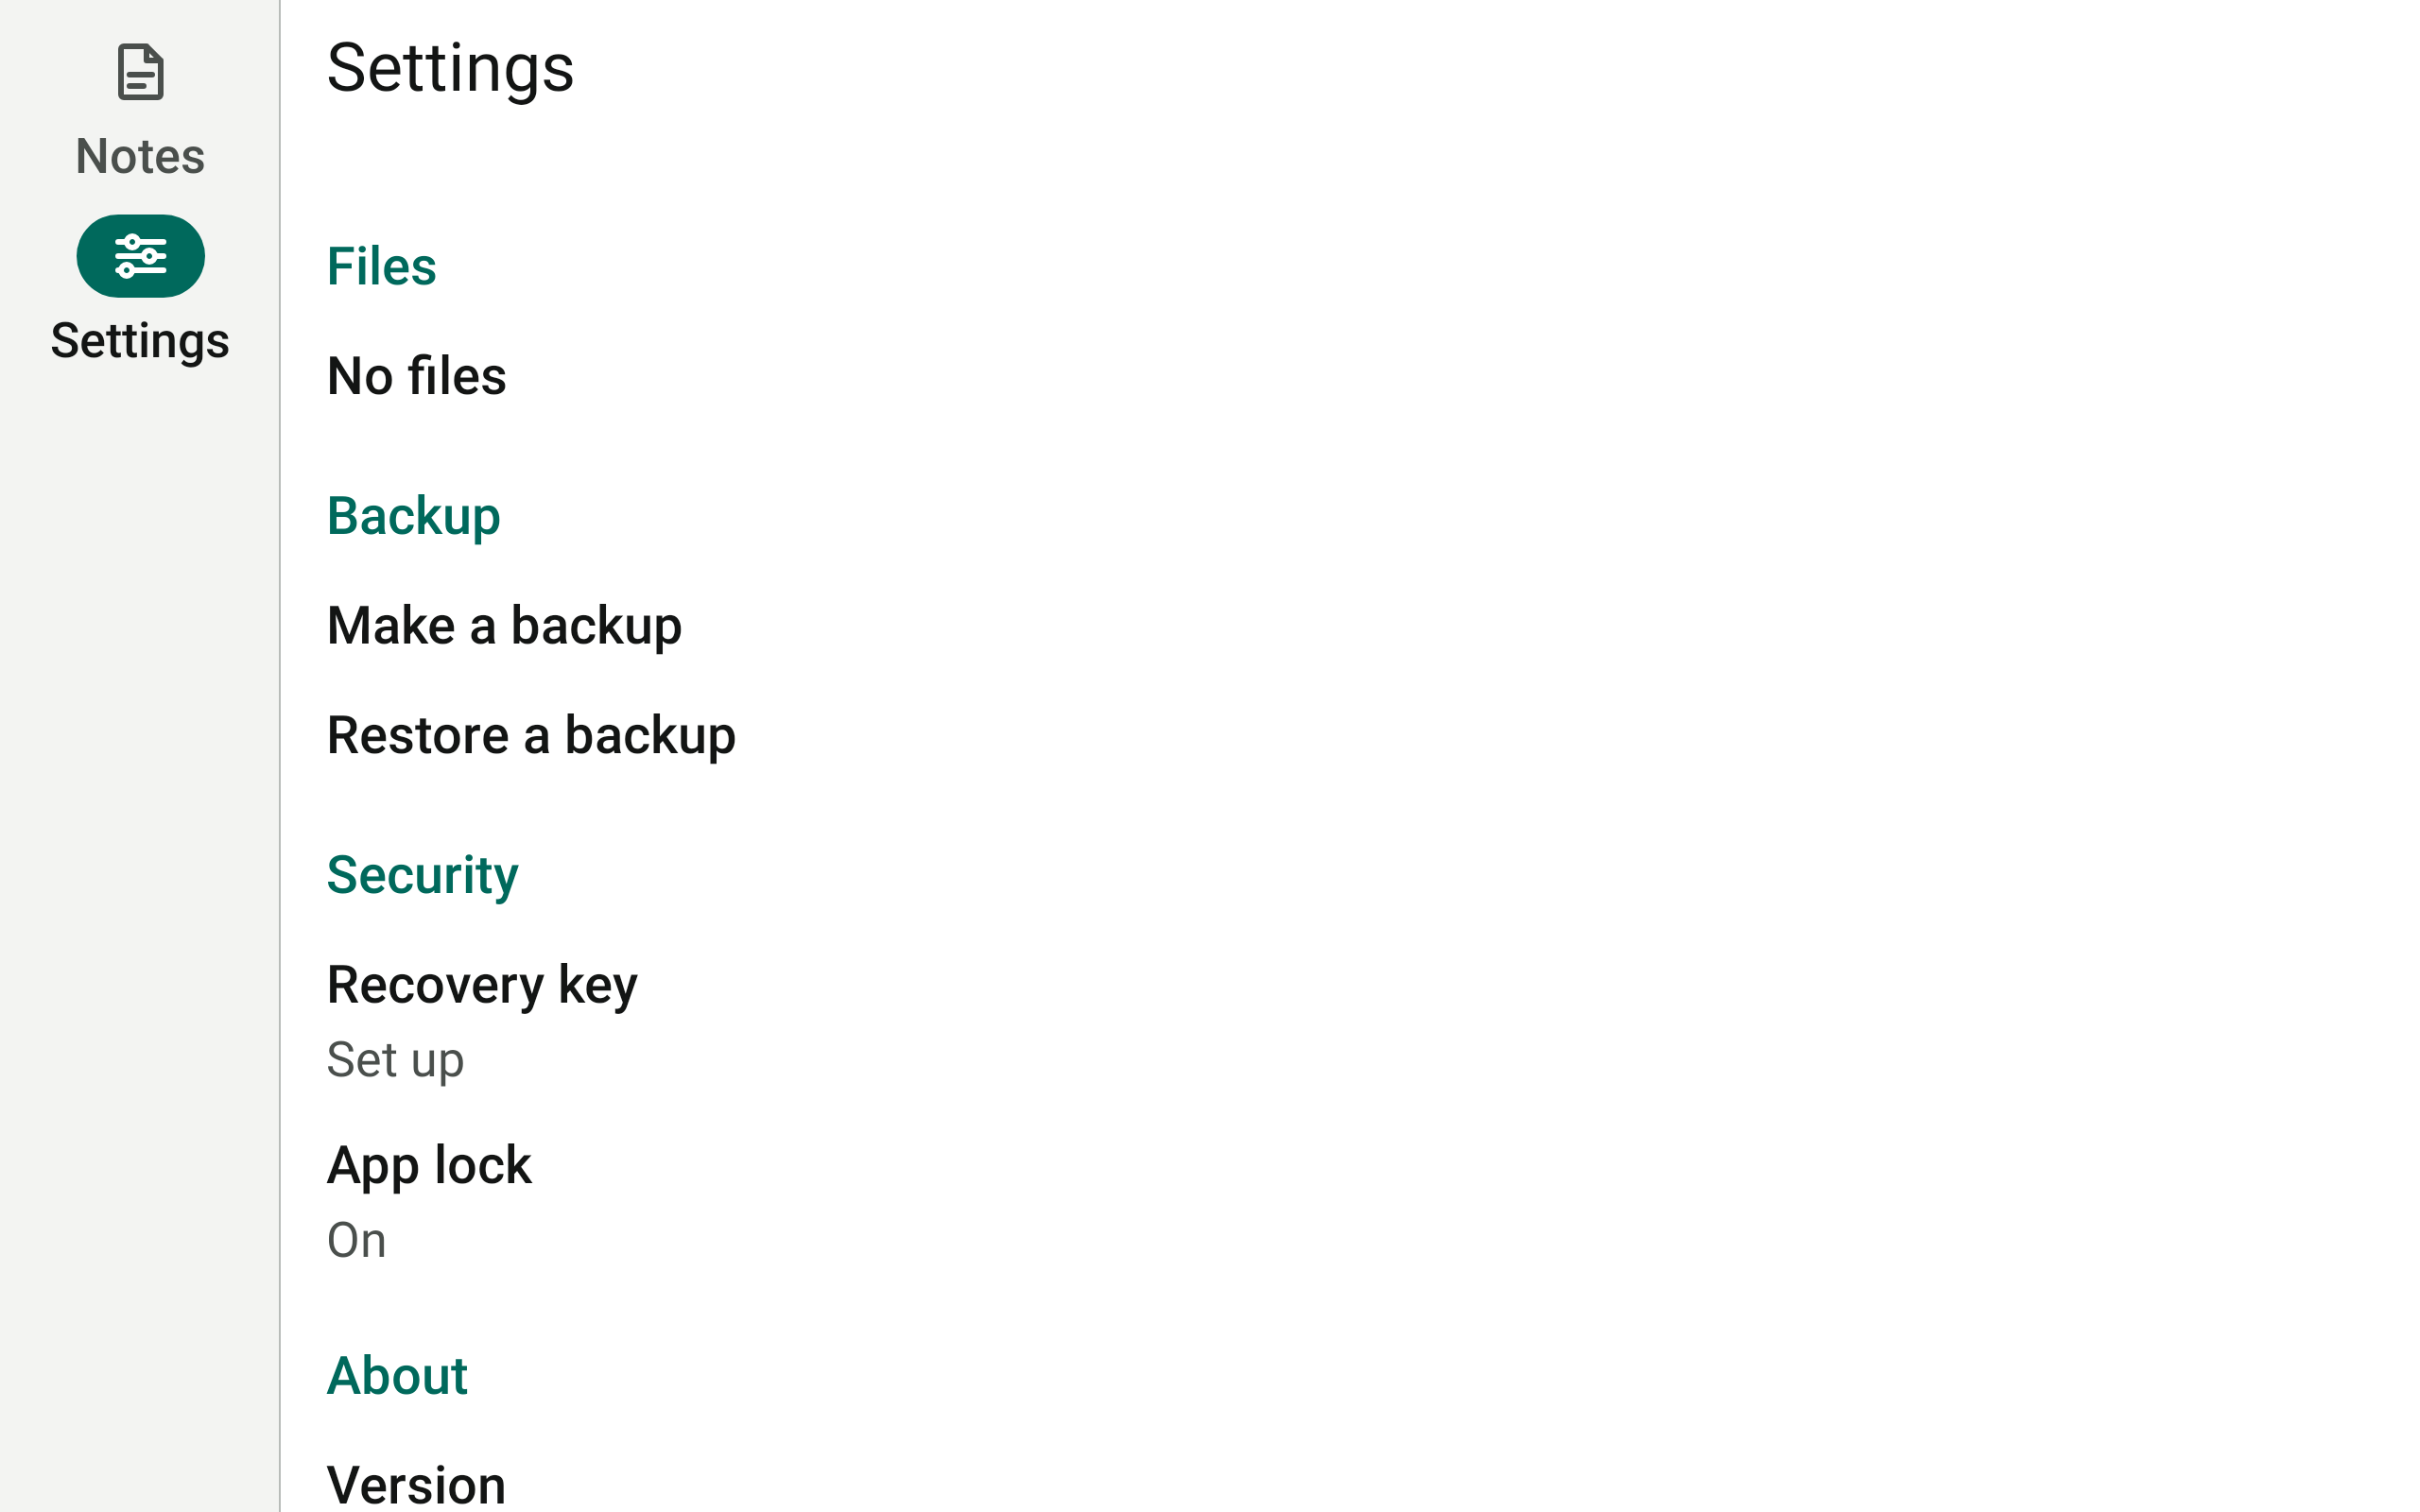 Notes
Settings
Settings
Files
No files
Backup
Make a backup
Restore a backup
Security
Recovery key
Set up
App lock
On
About
Version